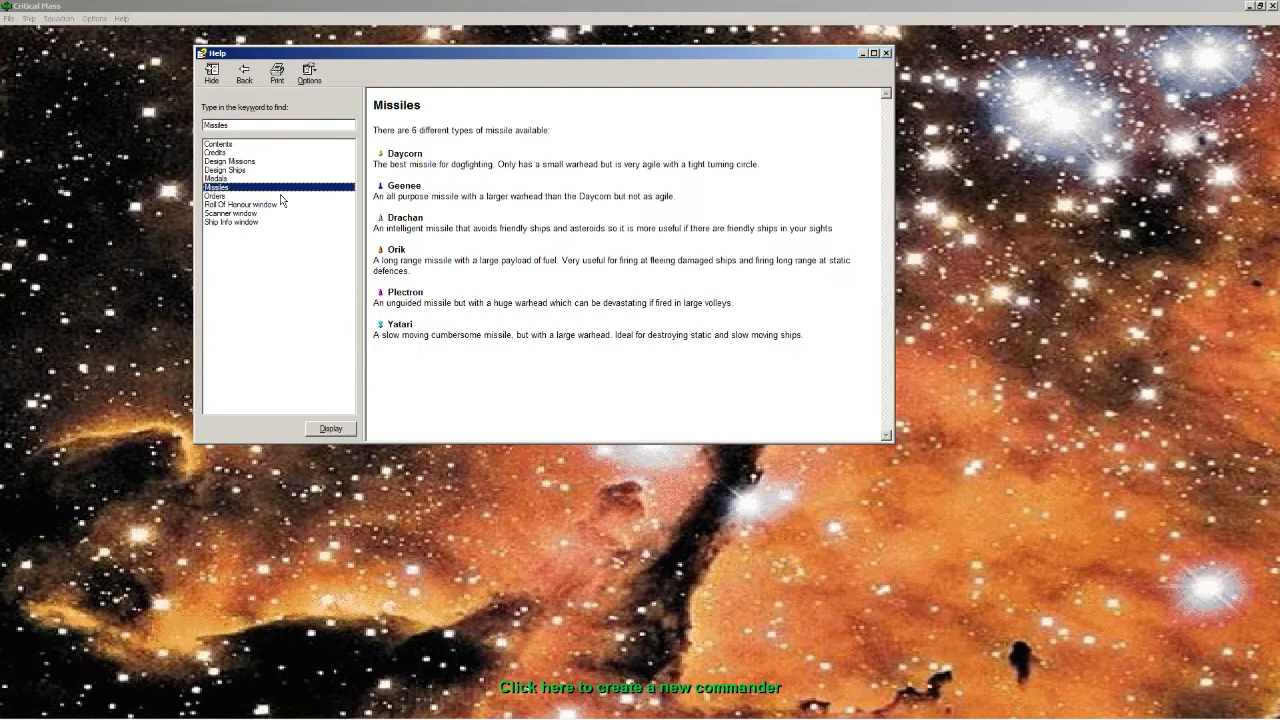 Critical Mass
File Ship Squadron Options Help
Help
Hide Back Print Options
Type in the keyword to find:
Missiles
Contents
Credits
Design Missions
Design Ships
Medals
Missiles
Orders
Roll Of Honour window
Scanner window
Ship Info window
Display
Missiles
There are 6 different types of missile available:
Daycorn
The best missile for dogfighting. Only has a small warhead but is very agile with a tight turning circle.
Geenee
An all purpose missile with a larger warhead than the Daycorn but not as agile.
Drachan
An intelligent missile that avoids friendly ships and asteroids so it is more useful if there are friendly ships in your sights
Orik
A long range missile with a large payload of fuel. Very useful for firing at fleeing damaged ships and firing long range at static
defences.
Plectron
An unguided missile but with a huge warhead which can be devastating if fired in large volleys.
Yatari
A slow moving cumbersome missile, but with a large warhead. Ideal for destroying static and slow moving ships.
Click here to create a new commander